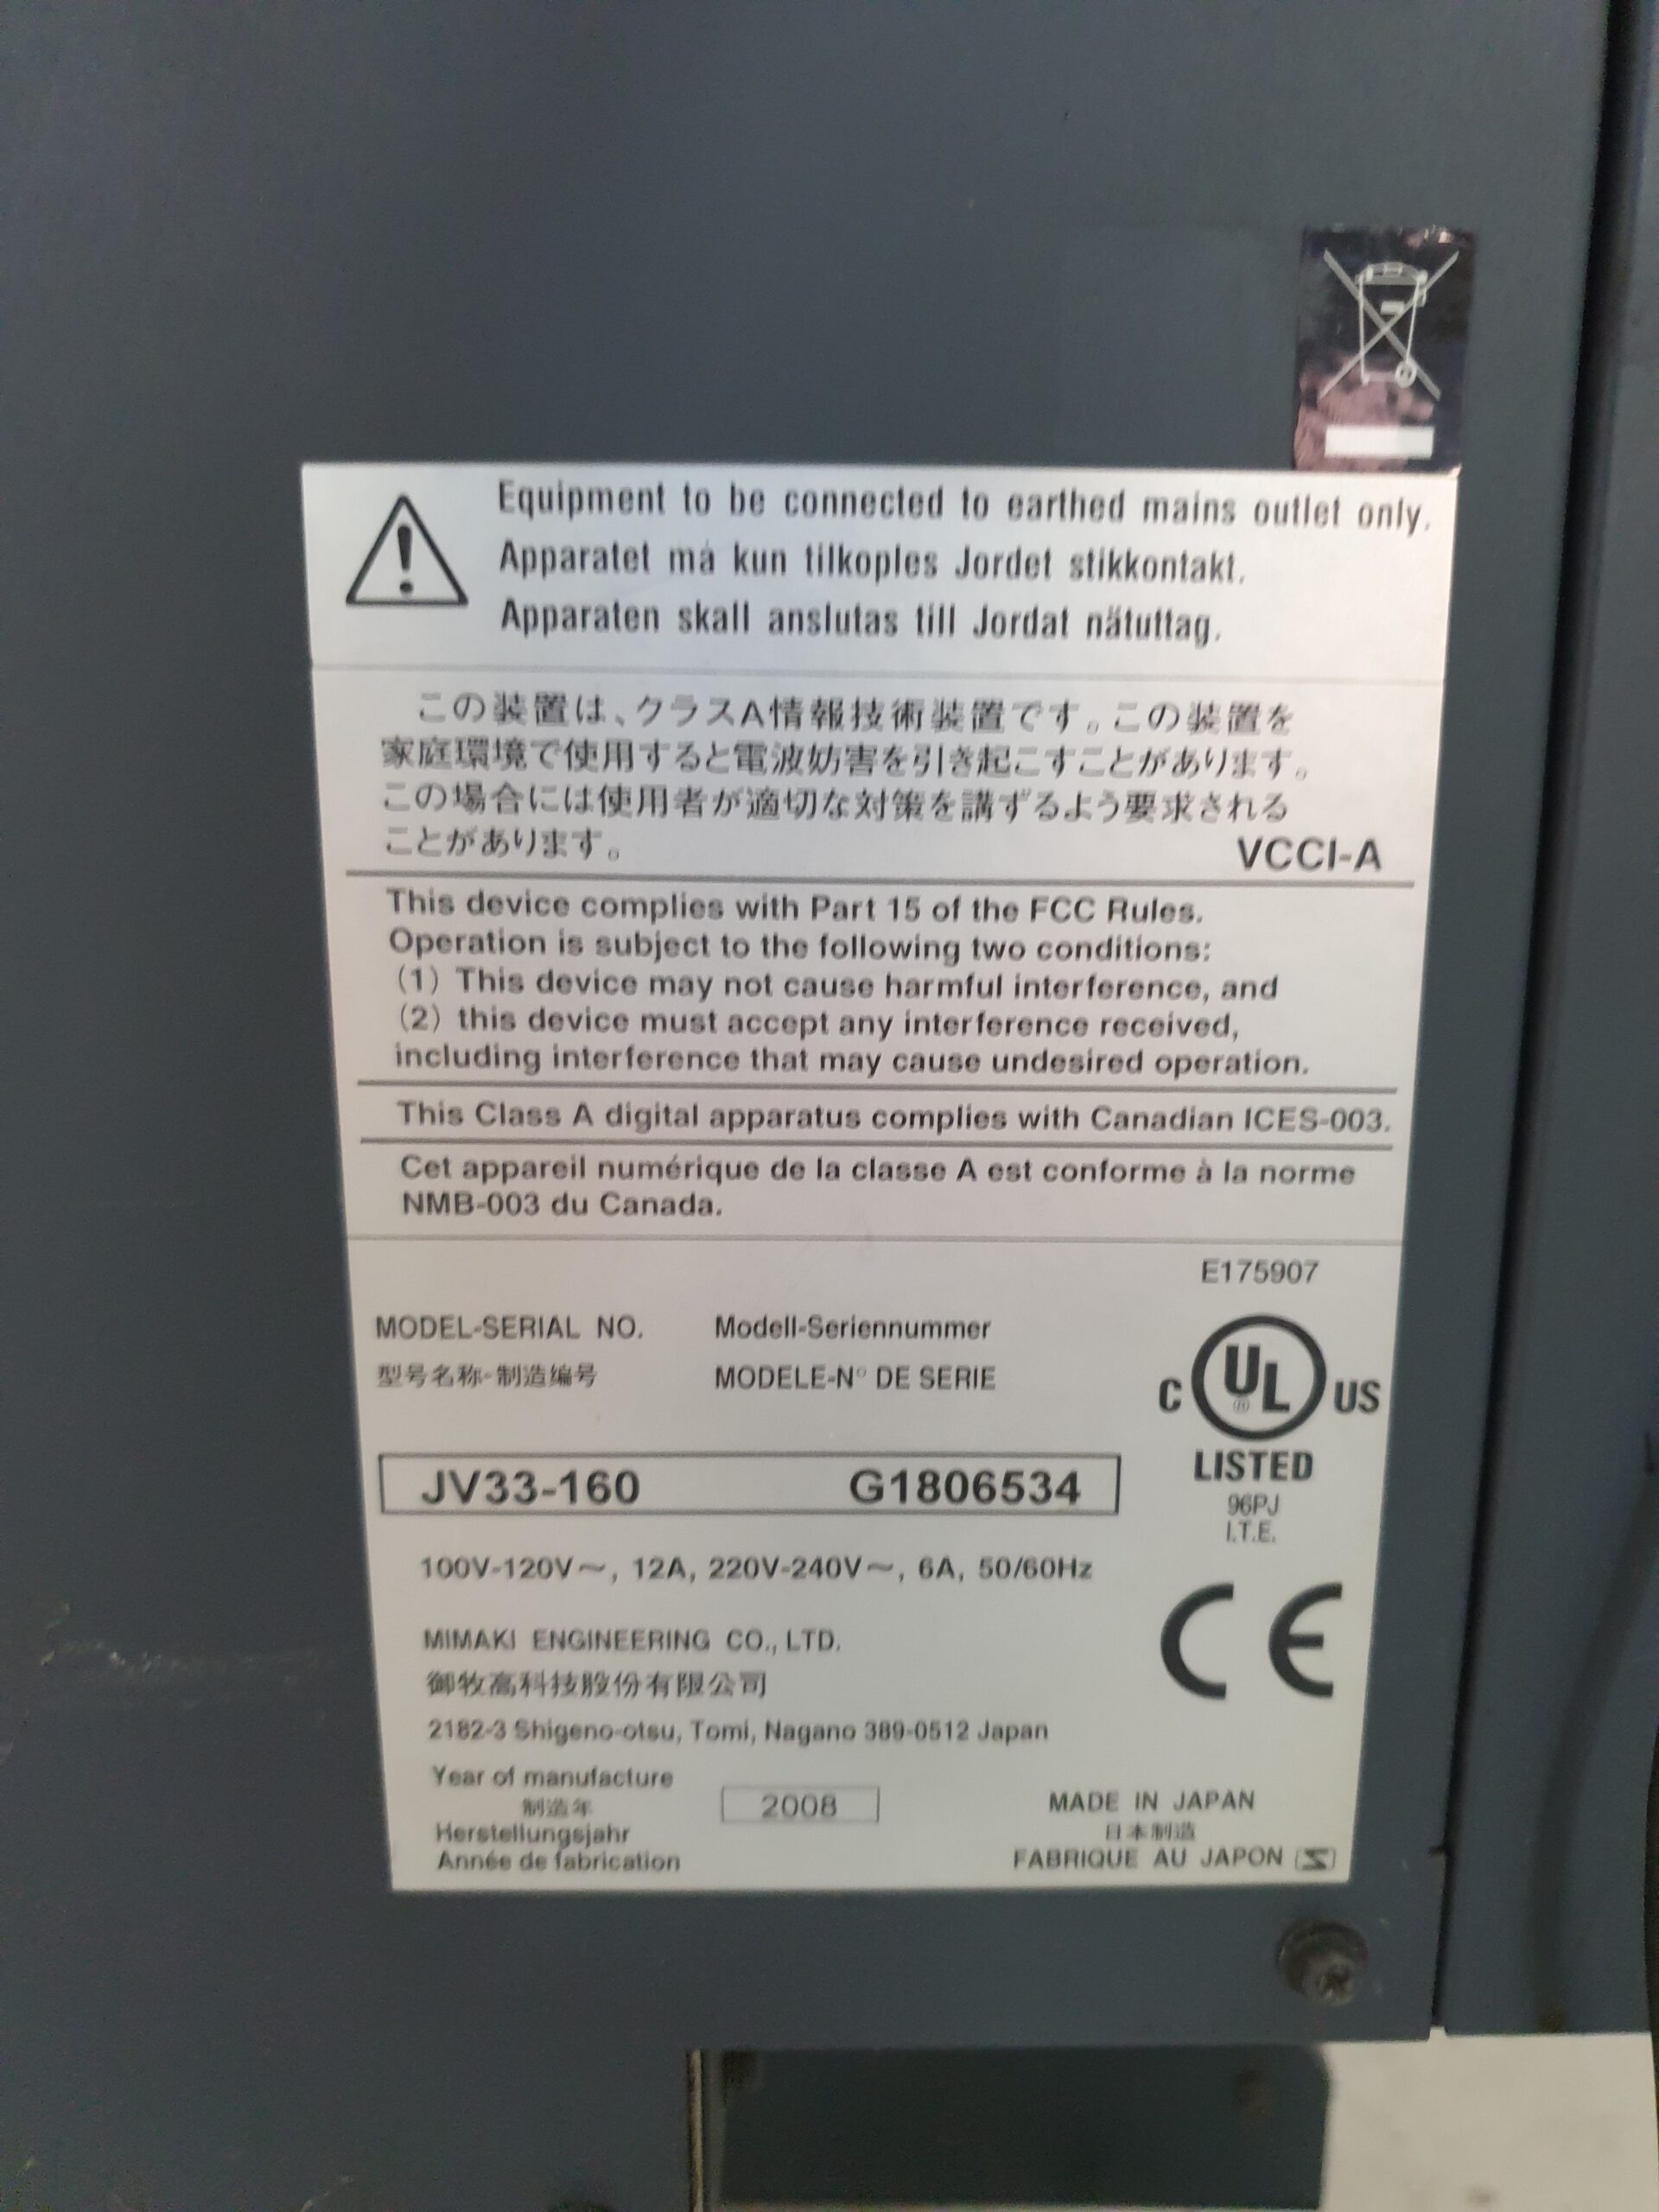 Equipment to be connected to earthed mains outlet only.
Apparatet må kun tilkoples Jordet stikkontakt.
Apparaten skall anslutas till Jordat nätuttag.
この装置は、クラスA情報技術装置です。この装置を
家庭環境で使用すると電波妨害を引き起こすことがあります。
この場合には使用者が適切な対策を講ずるよう要求される
ことがあります。
VCCI-A
This device complies with Part 15 of the FCC Rules.
Operation is subject to the following two conditions:
(1) This device may not cause harmful interference, and
(2) this device must accept any interference received,
including interference that may cause undesired operation.
This Class A digital apparatus complies with Canadian ICES-003.
Cet appareil numérique de la classe A est conforme à la norme
NMB-003 du Canada.
E175907
MODEL-SERIAL NO. Modell-Seriennummer
型号名称-制造编号 MODELE-N° DE SERIE
C UL ® US
LISTED
96PJ
I.T.E.
JV33-160 G1806534
100V-120V～, 12A, 220V-240V～, 6A, 50/60Hz
CE
MIMAKI ENGINEERING CO., LTD.
御牧高科技股份有限公司
2182-3 Shigeno-otsu, Tomi, Nagano 389-0512 Japan
Year of manufacture
制造年
Herstellungsjahr
Année de fabrication
2008
MADE IN JAPAN
日本制造
FABRIQUE AU JAPON